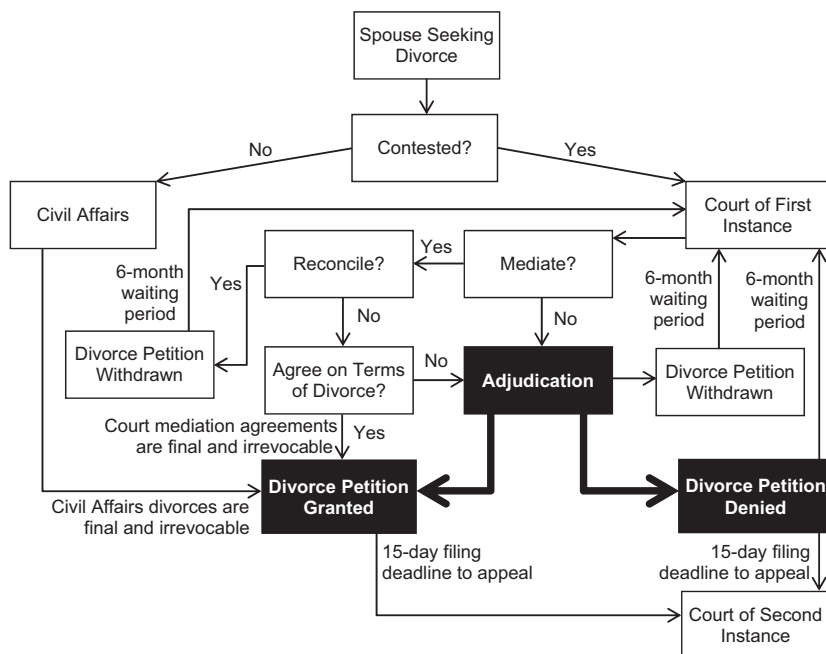 Spouse Seeking
Divorce
Contested?
No
Yes
Civil Affairs
Court of First
Instance
Reconcile?
Yes
Mediate?
6-month
waiting
period
Yes
No
No
6-month
waiting
period
6-month
waiting
period
Divorce Petition
Withdrawn
Agree on Terms
of Divorce?
No
Adjudication
Divorce Petition
Withdrawn
Court mediation agreements
are final and irrevocable
Yes
Divorce Petition
Granted
Divorce Petition
Denied
Civil Affairs divorces are
final and irrevocable
15-day filing
deadline to appeal
15-day filing
deadline to appeal
Court of Second
Instance